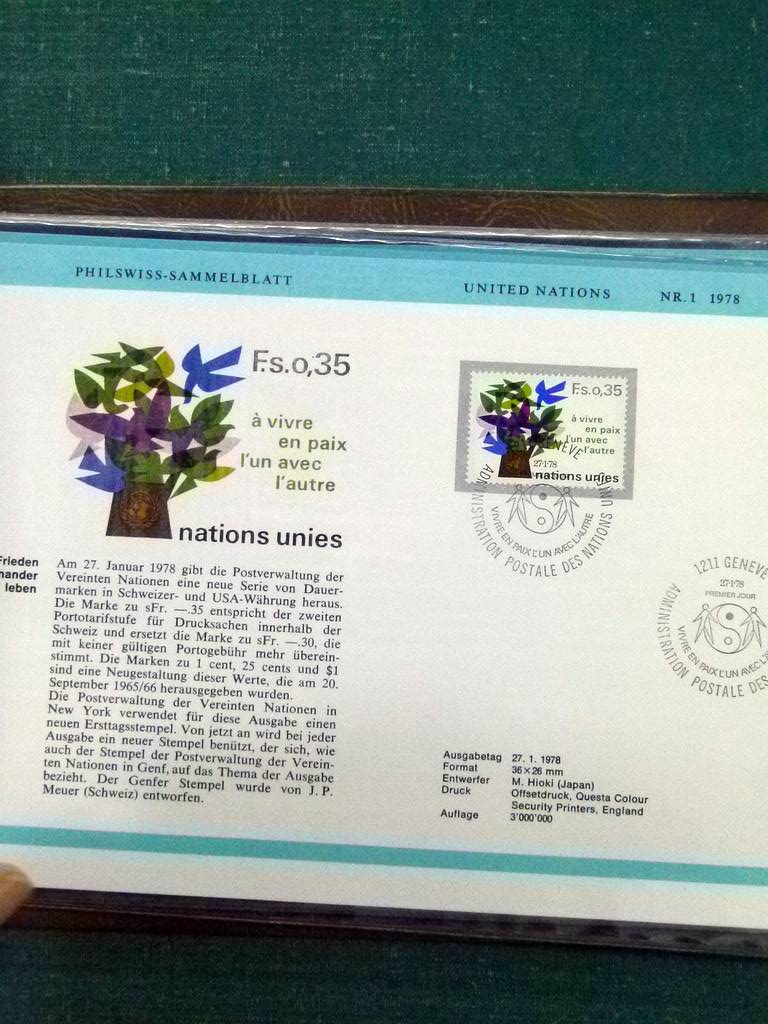 PHILSWISS-SAMMELBLATT
UNITED NATIONS
NR.1 1978
F.s.0,35
à vivre
en paix
l'un avec
l'autre
nations unies
F.s.0,35
à vivre
en paix
l'un avec
l'autre
nations unies
GENÈVE
27·1·78
VIVRE EN PAIX L'UN AVEC L'AUTRE
ADMINISTRATION POSTALE DES NATIONS UNIES
1211 GENÈVE
27·1·78
PREMIER JOUR
VIVRE EN PAIX L'UN AVEC
ADMINISTRATION POSTALE DES
Frieden
nander
leben
Am 27. Januar 1978 gibt die Postverwaltung der
Vereinten Nationen eine neue Serie von Dauer-
marken in Schweizer- und USA-Währung heraus.
Die Marke zu sFr. —.35 entspricht der zweiten
Portotarifstufe für Drucksachen innerhalb der
Schweiz und ersetzt die Marke zu sFr. —.30, die
mit keiner gültigen Portogebühr mehr überein-
stimmt. Die Marken zu 1 cent, 25 cents und $1
sind eine Neugestaltung dieser Werte, die am 20.
September 1965/66 herausgegeben wurden.
Die Postverwaltung der Vereinten Nationen in
New York verwendet für diese Ausgabe einen
neuen Ersttagsstempel. Von jetzt an wird bei jeder
Ausgabe ein neuer Stempel benützt, der sich, wie
auch der Stempel der Postverwaltung der Verein-
ten Nationen in Genf, auf das Thema der Ausgabe
bezieht. Der Genfer Stempel wurde von J. P.
Meuer (Schweiz) entworfen.
Ausgabetag 27. 1. 1978
Format 36×26 mm
Entwerfer M. Hioki (Japan)
Druck Offsetdruck, Questa Colour
Security Printers, England
Auflage 3'000'000